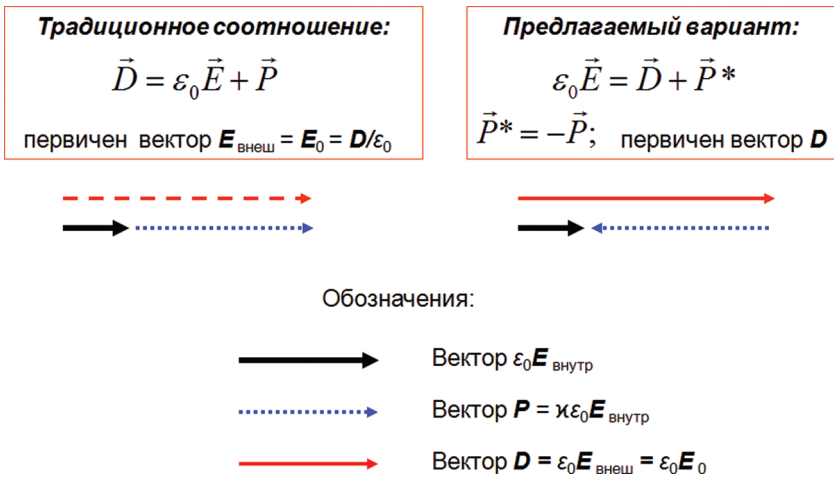 Традиционное соотношение:
D⃗ = ε₀E⃗ + P⃗
первичен вектор E внеш = E₀ = D/ε₀
Предлагаемый вариант:
ε₀E⃗ = D⃗ + P⃗*
P⃗* = −P⃗; первичен вектор D
Обозначения:
Вектор ε₀E внутр
Вектор P = ϰε₀E внутр
Вектор D = ε₀E внеш = ε₀E ₀